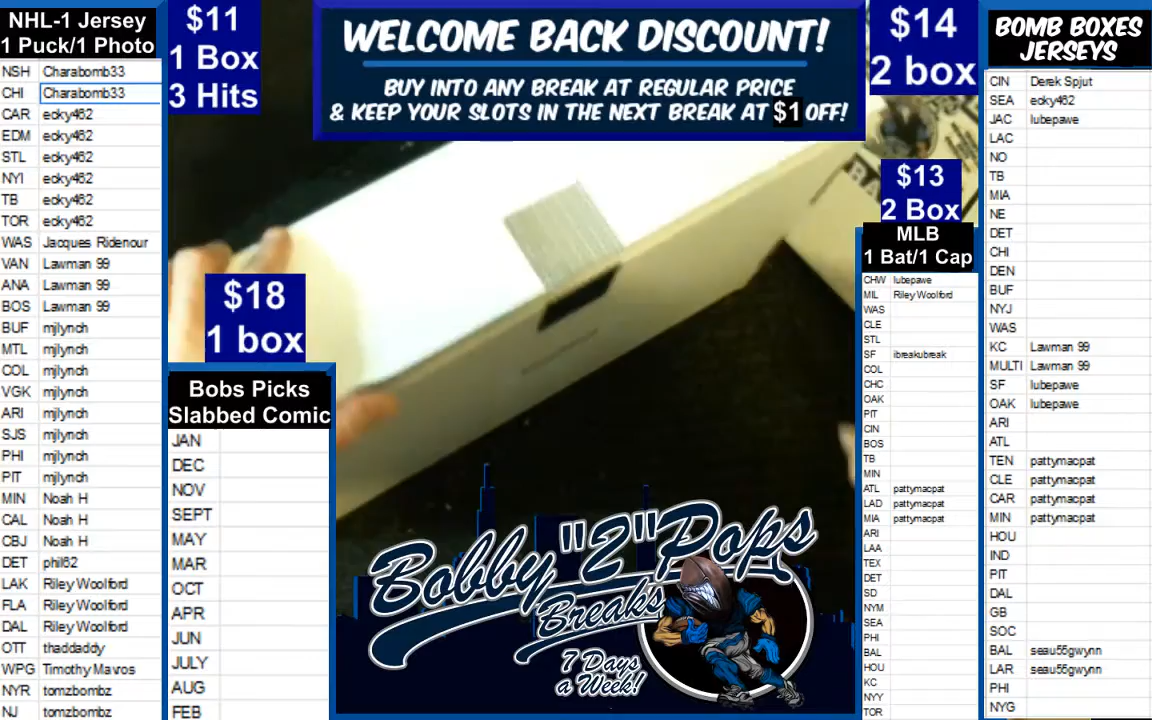 NHL-1 Jersey
1 Puck/1 Photo
NSH Charabomb33
CHI Charabomb33
CAR eoky462
EDM eoky462
STL eoky462
NYI eoky462
TB eoky462
TOR eoky462
WAS Jacques Ridenour
VAN Lawman 99
ANA Lawman 99
BOS Lawman 99
BUF mjlynch
MTL mjlynch
COL mjlynch
VGK mjlynch
ARI mjlynch
SJS mjlynch
PHI mjlynch
PIT mjlynch
MIN Noah H
CAL Noah H
CBJ Noah H
DET phil62
LAK Riley Woolford
FLA Riley Woolford
DAL Riley Woolford
OTT thaddaddy
WPG Timothy Mavros
NYR tomzbombz
NJ tomzbombz
$11
1 Box
3 Hits
WELCOME BACK DISCOUNT!
BUY INTO ANY BREAK AT REGULAR PRICE
& KEEP YOUR SLOTS IN THE NEXT BREAK AT $1 OFF!
$18
1 box
Bobs Picks
Slabbed Comic
JAN
DEC
NOV
SEPT
MAY
MAR
OCT
APR
JUN
JULY
AUG
FEB
Bobby "2" Pops
Breaks
7 Days
a Week!
$14
2 box
$13
2 Box
MLB
1 Bat/1 Cap
CHW lubepawe
MIL Riley Woolford
WAS
CLE
STL
SF ibreakubreak
COL
CHC
OAK
PIT
CIN
BOS
TB
MIN
ATL pattymacpat
LAD pattymacpat
MIA pattymacpat
ARI
LAA
TEX
DET
SD
NYM
SEA
PHI
BAL
HOU
KC
NYY
TOR
BOMB BOXES
JERSEYS
CIN Derek Spjut
SEA eoky462
JAC lubepawe
LAC
NO
TB
MIA
NE
DET
CHI
DEN
BUF
NYJ
WAS
KC Lawman 99
MULTI Lawman 99
SF lubepawe
OAK lubepawe
ARI
ATL
TEN pattymacpat
CLE pattymacpat
CAR pattymacpat
MIN pattymacpat
HOU
IND
PIT
DAL
GB
SOC
BAL seau55gwynn
LAR seau55gwynn
PHI
NYG